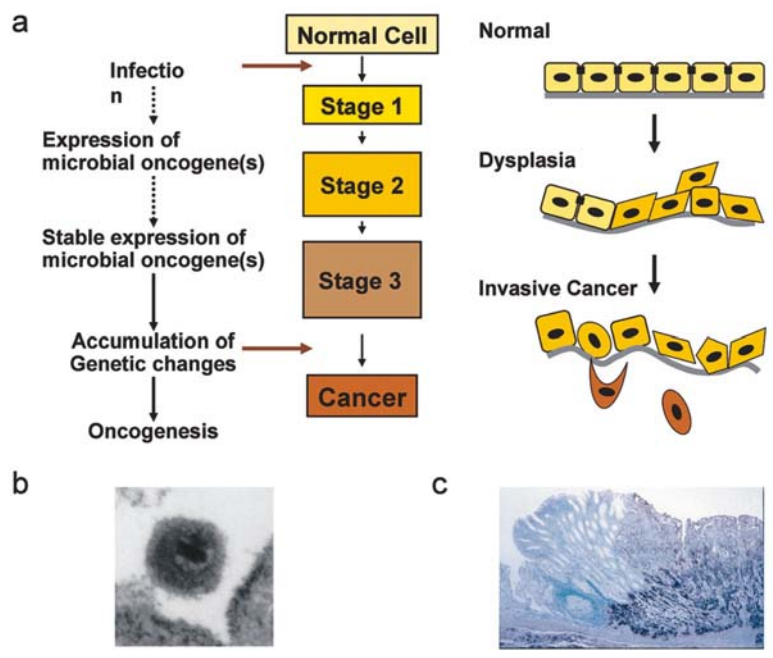 a
Infectio
n
Expression of
microbial oncogene(s)
Stable expression of
microbial oncogene(s)
Accumulation of
Genetic changes
Oncogenesis
Normal Cell
Stage 1
Stage 2
Stage 3
Cancer
Normal
Dysplasia
Invasive Cancer
b
c